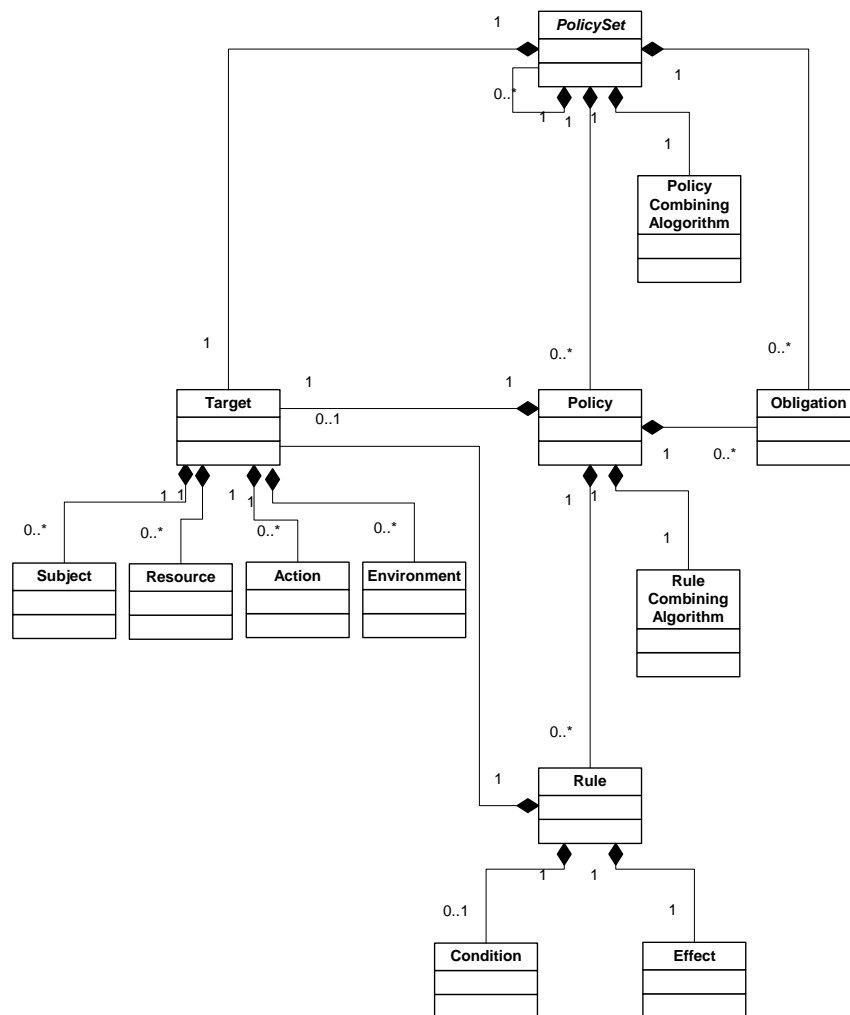 1
PolicySet
1
0..*
1
1
1
1
Policy
Combining
Alogorithm
1
0..*
0..*
1
1
Target
0..1
Policy
Obligation
1
0..*
1
1
1
1
1
1
0..*
0..*
0..*
0..*
1
Subject
Resource
Action
Environment
Rule
Combining
Algorithm
0..*
1
Rule
1
1
0..1
1
Condition
Effect